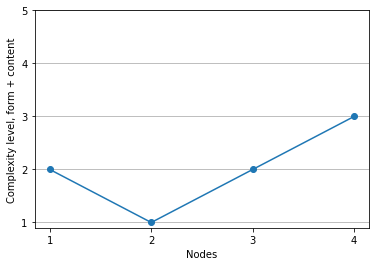 5
4
3
2
1
Complexity level, form + content
1 2 3 4
Nodes